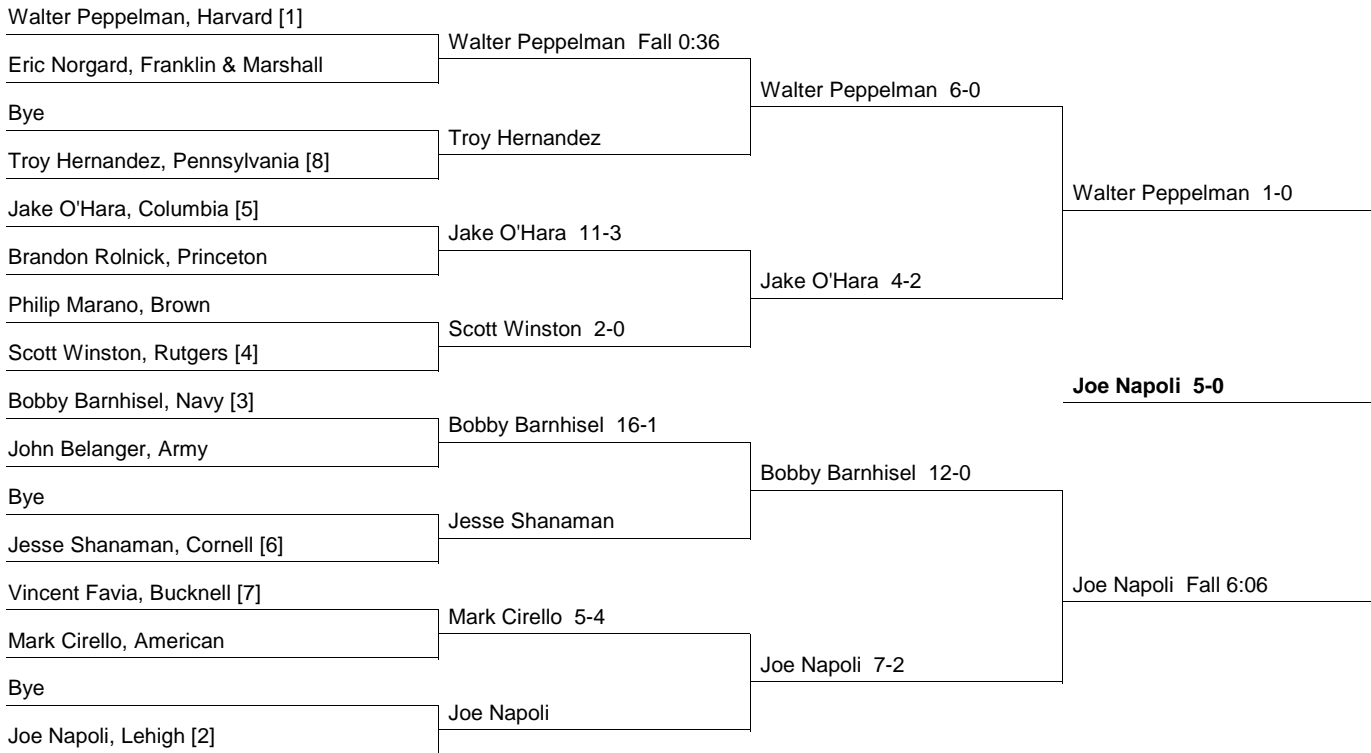 Walter Peppelman, Harvard [1]
Eric Norgard, Franklin & Marshall
Bye
Troy Hernandez, Pennsylvania [8]
Jake O'Hara, Columbia [5]
Brandon Rolnick, Princeton
Philip Marano, Brown
Scott Winston, Rutgers [4]
Bobby Barnhisel, Navy [3]
John Belanger, Army
Bye
Jesse Shanaman, Cornell [6]
Vincent Favia, Bucknell [7]
Mark Cirello, American
Bye
Joe Napoli, Lehigh [2]
Walter Peppelman Fall 0:36
Troy Hernandez
Jake O'Hara 11-3
Scott Winston 2-0
Bobby Barnhisel 16-1
Jesse Shanaman
Mark Cirello 5-4
Joe Napoli
Walter Peppelman 6-0
Jake O'Hara 4-2
Bobby Barnhisel 12-0
Joe Napoli 7-2
Walter Peppelman 1-0
Joe Napoli Fall 6:06
Joe Napoli 5-0